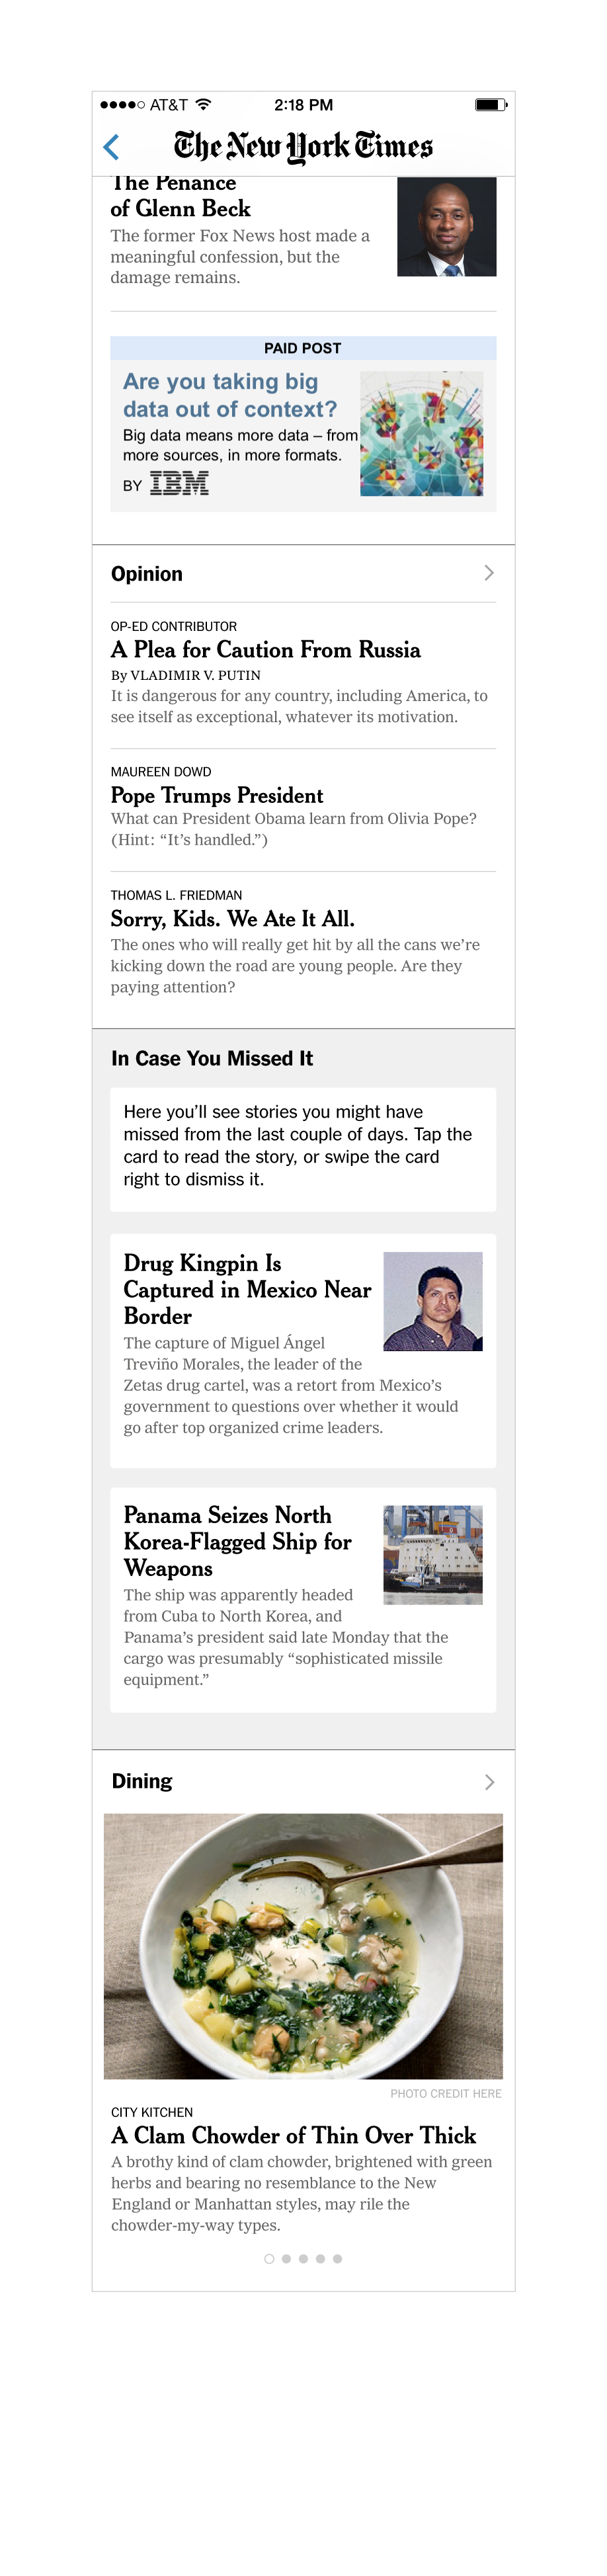 AT&T 2:18 PM
The New York Times
The Penance
of Glenn Beck
The former Fox News host made a
meaningful confession, but the
damage remains.
PAID POST
Are you taking big
data out of context?
Big data means more data – from
more sources, in more formats.
BY IBM
Opinion
OP-ED CONTRIBUTOR
A Plea for Caution From Russia
By VLADIMIR V. PUTIN
It is dangerous for any country, including America, to
see itself as exceptional, whatever its motivation.
MAUREEN DOWD
Pope Trumps President
What can President Obama learn from Olivia Pope?
(Hint: “It’s handled.”)
THOMAS L. FRIEDMAN
Sorry, Kids. We Ate It All.
The ones who will really get hit by all the cans we’re
kicking down the road are young people. Are they
paying attention?
In Case You Missed It
Here you’ll see stories you might have
missed from the last couple of days. Tap the
card to read the story, or swipe the card
right to dismiss it.
Drug Kingpin Is
Captured in Mexico Near
Border
The capture of Miguel Ángel
Treviño Morales, the leader of the
Zetas drug cartel, was a retort from Mexico’s
government to questions over whether it would
go after top organized crime leaders.
Panama Seizes North
Korea-Flagged Ship for
Weapons
The ship was apparently headed
from Cuba to North Korea, and
Panama’s president said late Monday that the
cargo was presumably “sophisticated missile
equipment.”
Dining
PHOTO CREDIT HERE
CITY KITCHEN
A Clam Chowder of Thin Over Thick
A brothy kind of clam chowder, brightened with green
herbs and bearing no resemblance to the New
England or Manhattan styles, may rile the
chowder-my-way types.